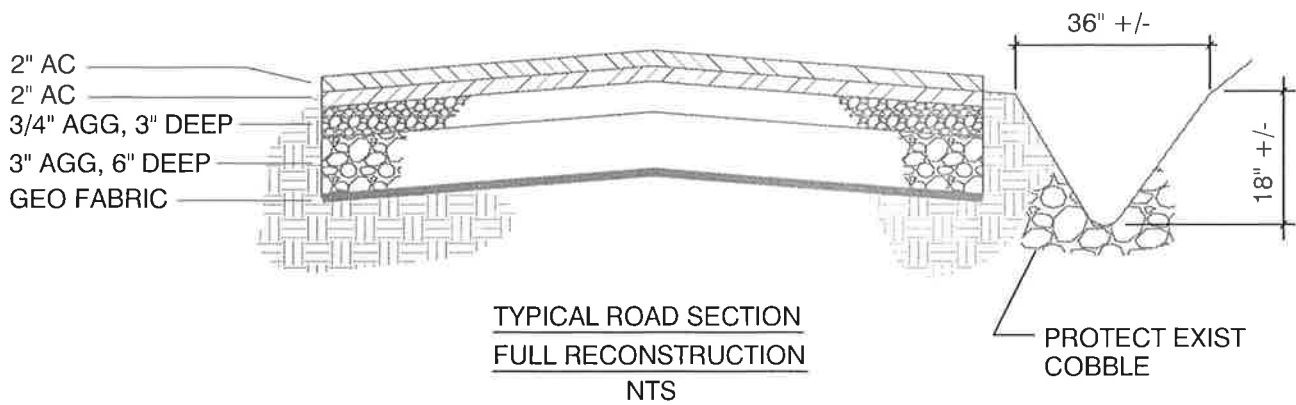 2" AC
2" AC
3/4" AGG, 3" DEEP
3" AGG, 6" DEEP
GEO FABRIC
36" +/-
18" +/-
PROTECT EXIST
COBBLE
TYPICAL ROAD SECTION
FULL RECONSTRUCTION
NTS